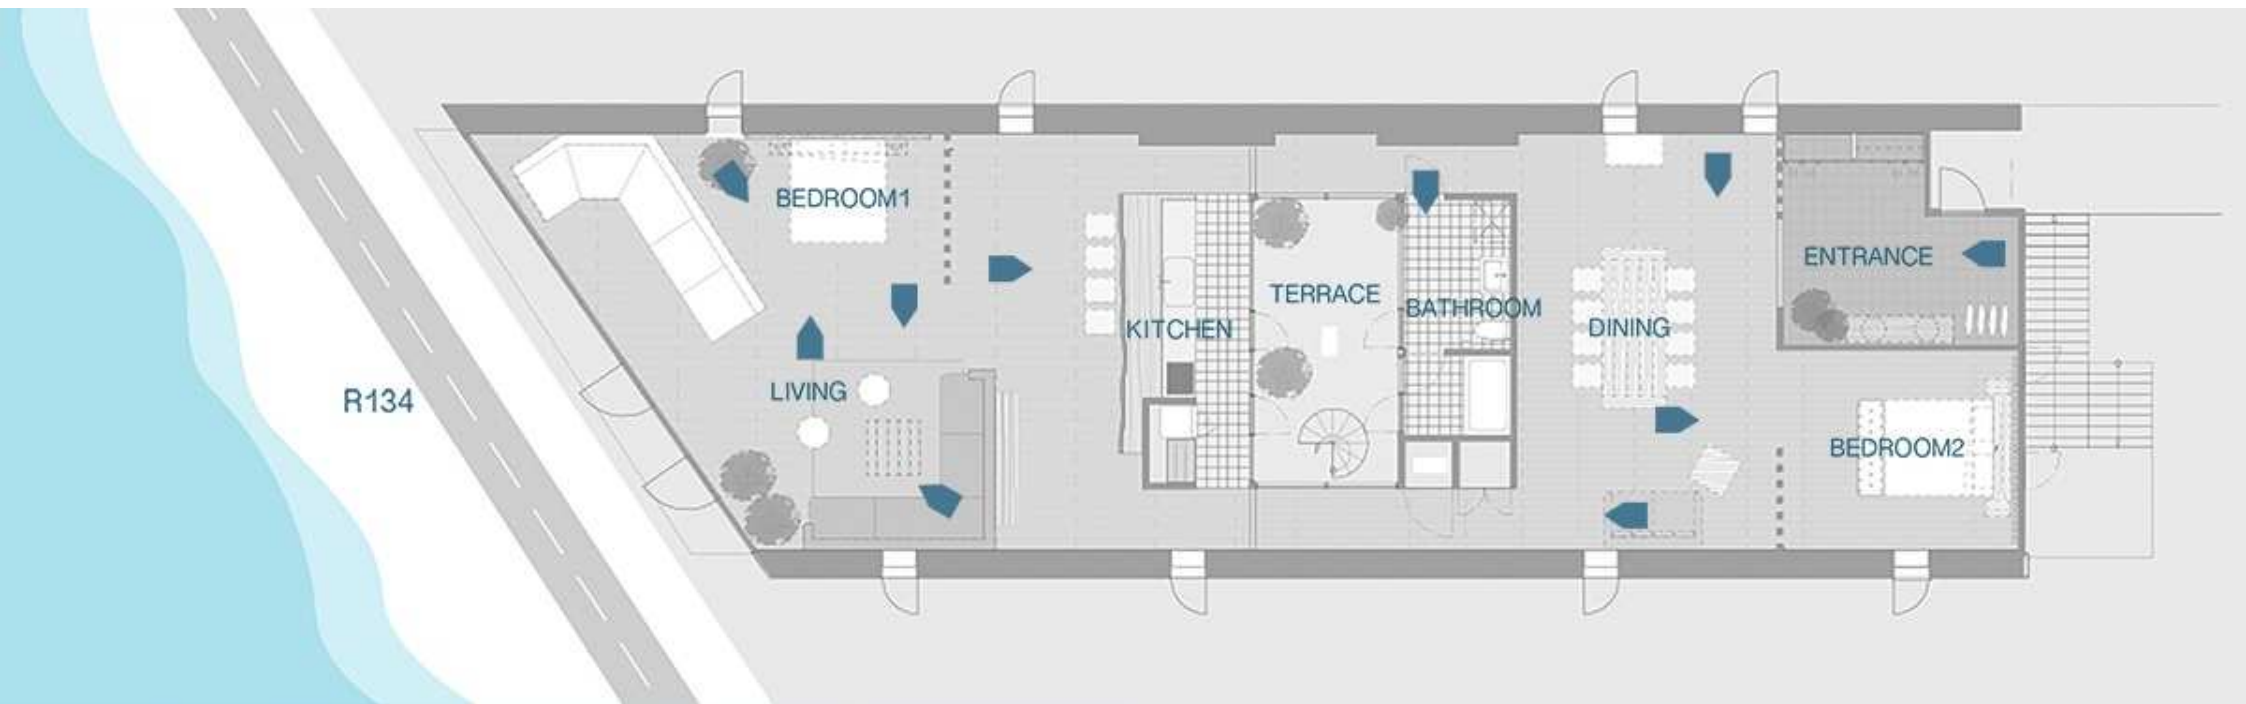 BEDROOM1
ENTRANCE
TERRACE
BATHROOM
KITCHEN
DINING
LIVING
R134
BEDROOM2